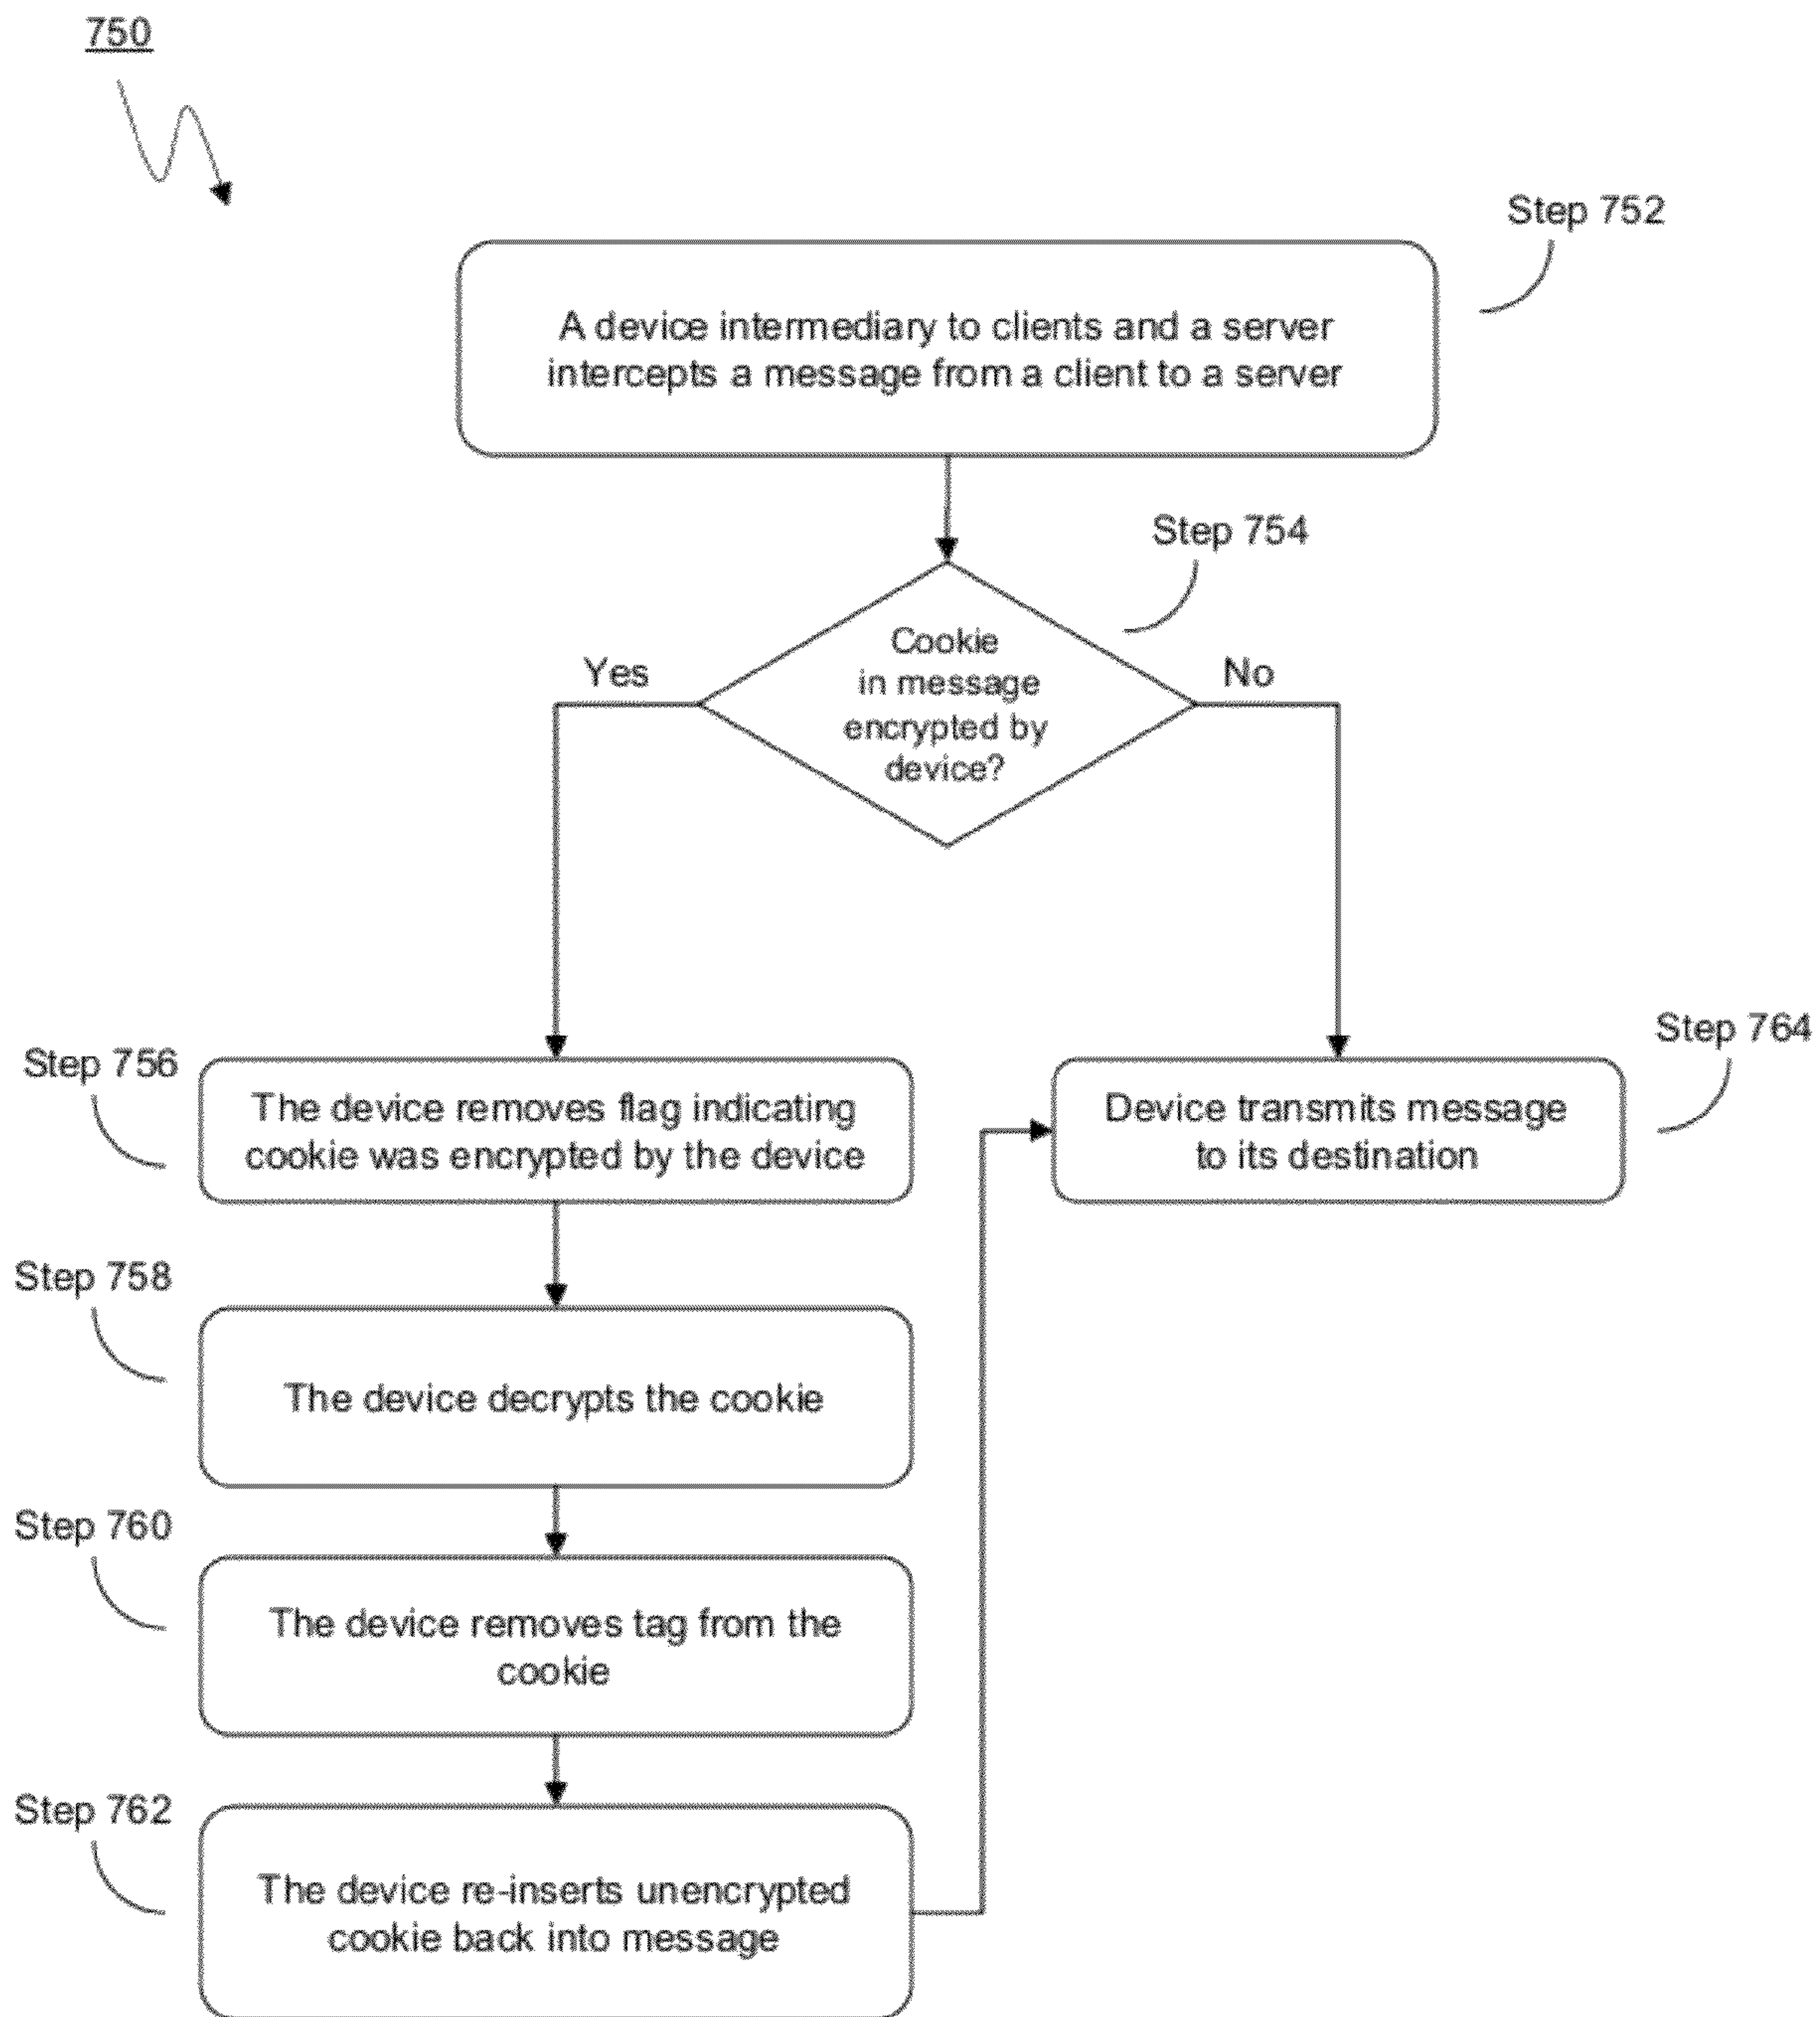 750
Step 752
A device intermediary to clients and a server
intercepts a message from a client to a server
Step 754
Cookie
in message
encrypted by
device?
Yes
No
Step 756
The device removes flag indicating
cookie was encrypted by the device
Step 764
Device transmits message
to its destination
Step 758
The device decrypts the cookie
Step 760
The device removes tag from the
cookie
Step 762
The device re-inserts unencrypted
cookie back into message